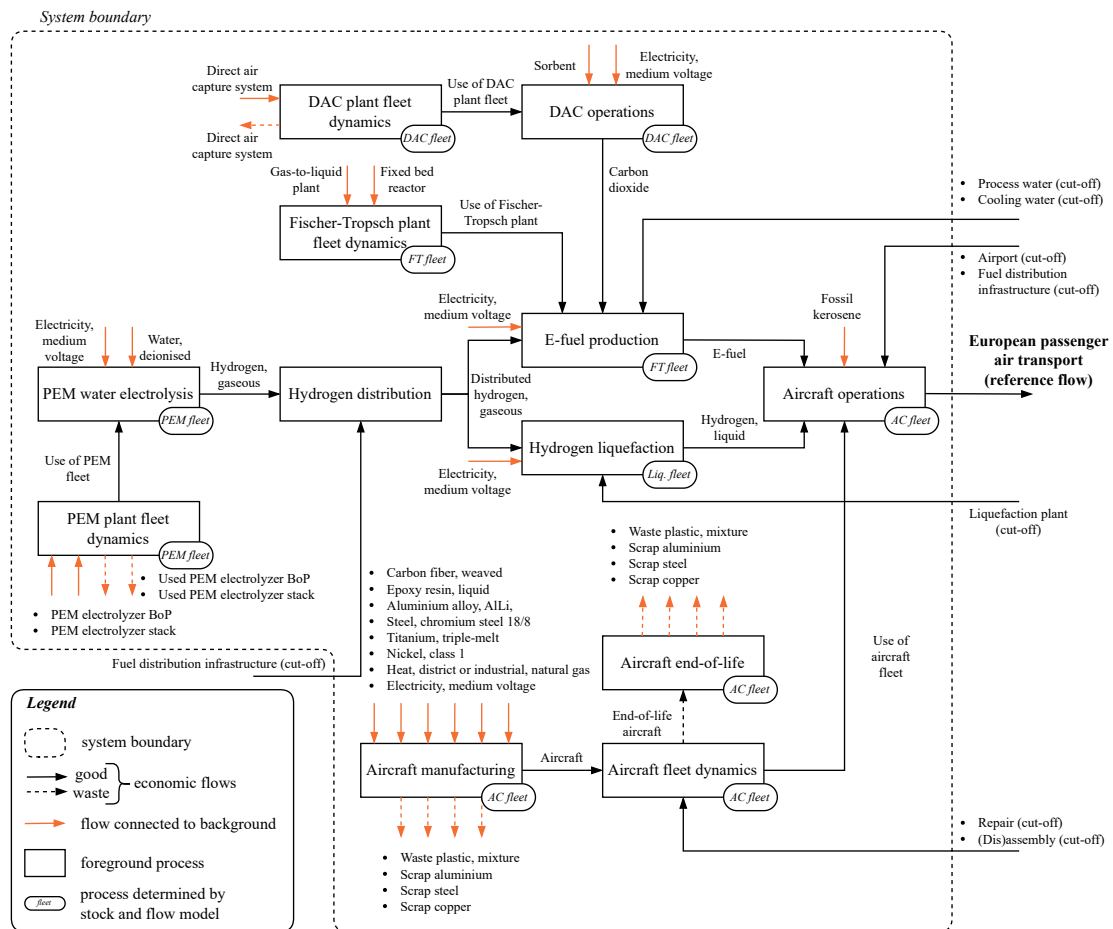 System boundary
Direct air
capture system
DAC plant fleet
dynamics
DAC fleet
Direct air
capture system
Use of DAC
plant fleet
Sorbent
Electricity,
medium voltage
DAC operations
DAC fleet
Gas-to-liquid
plant
Fixed bed
reactor
Fischer-Tropsch plant
fleet dynamics
FT fleet
Use of Fischer-
Tropsch plant
Carbon
dioxide
• Process water (cut-off)
• Cooling water (cut-off)
• Airport (cut-off)
• Fuel distribution
infrastructure (cut-off)
Electricity,
medium voltage
Water,
deionised
PEM water electrolysis
PEM fleet
Hydrogen,
gaseous
Hydrogen distribution
Electricity,
medium voltage
E-fuel production
FT fleet
E-fuel
Fossil
kerosene
Aircraft operations
AC fleet
European passenger
air transport
(reference flow)
Distributed
hydrogen,
gaseous
Hydrogen liquefaction
Liq. fleet
Hydrogen,
liquid
Electricity,
medium voltage
Liquefaction plant
(cut-off)
Use of PEM
fleet
PEM plant fleet
dynamics
PEM fleet
• Used PEM electrolyzer BoP
• Used PEM electrolyzer stack
• PEM electrolyzer BoP
• PEM electrolyzer stack
Fuel distribution infrastructure (cut-off)
• Carbon fiber, weaved
• Epoxy resin, liquid
• Aluminium alloy, AlLi,
• Steel, chromium steel 18/8
• Titanium, triple-melt
• Nickel, class 1
• Heat, district or industrial, natural gas
• Electricity, medium voltage
• Waste plastic, mixture
• Scrap aluminium
• Scrap steel
• Scrap copper
Aircraft end-of-life
AC fleet
Use of
aircraft
fleet
End-of-life
aircraft
Aircraft manufacturing
AC fleet
Aircraft
Aircraft fleet dynamics
AC fleet
• Repair (cut-off)
• (Dis)assembly (cut-off)
• Waste plastic, mixture
• Scrap aluminium
• Scrap steel
• Scrap copper
Legend
system boundary
good
waste
economic flows
flow connected to background
foreground process
fleet
process determined by
stock and flow model